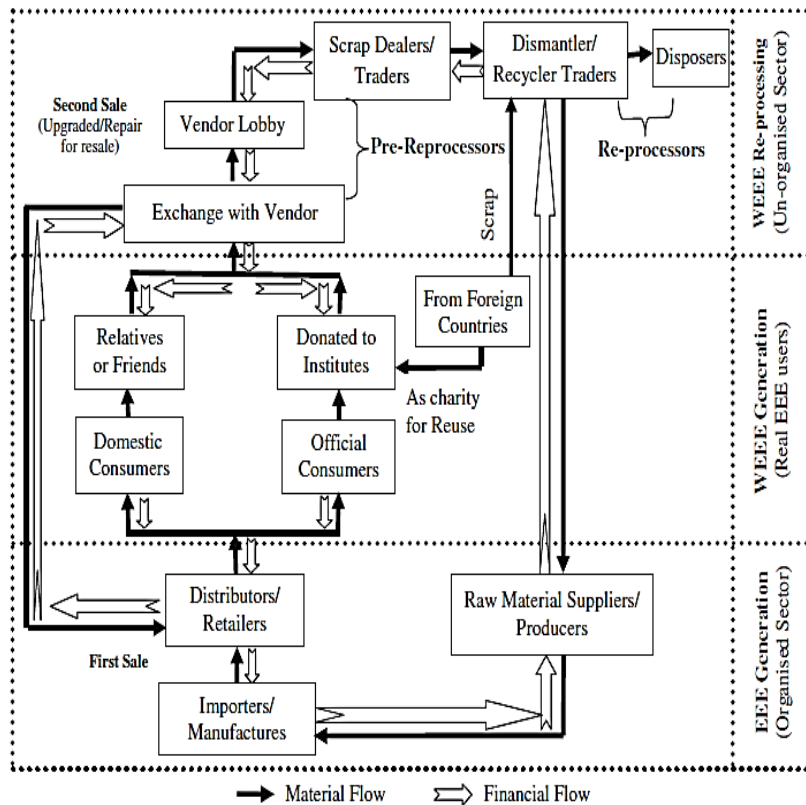 Scrap Dealers/
Traders
Dismantler/
Recycler Traders
Disposers
Second Sale
(Upgraded/Repair
for resale)
Vendor Lobby
Pre-Reprocessors
Re-processors
Exchange with Vendor
Scrap
WEEE Re-processing
(Un-organised Sector)
Relatives
or Friends
Donated to
Institutes
From Foreign
Countries
As charity
for Reuse
Domestic
Consumers
Official
Consumers
WEEE Generation
(Real EEE users)
Distributors/
Retailers
Raw Material Suppliers/
Producers
First Sale
Importers/
Manufactures
EEE Generation
(Organised Sector)
Material Flow
Financial Flow